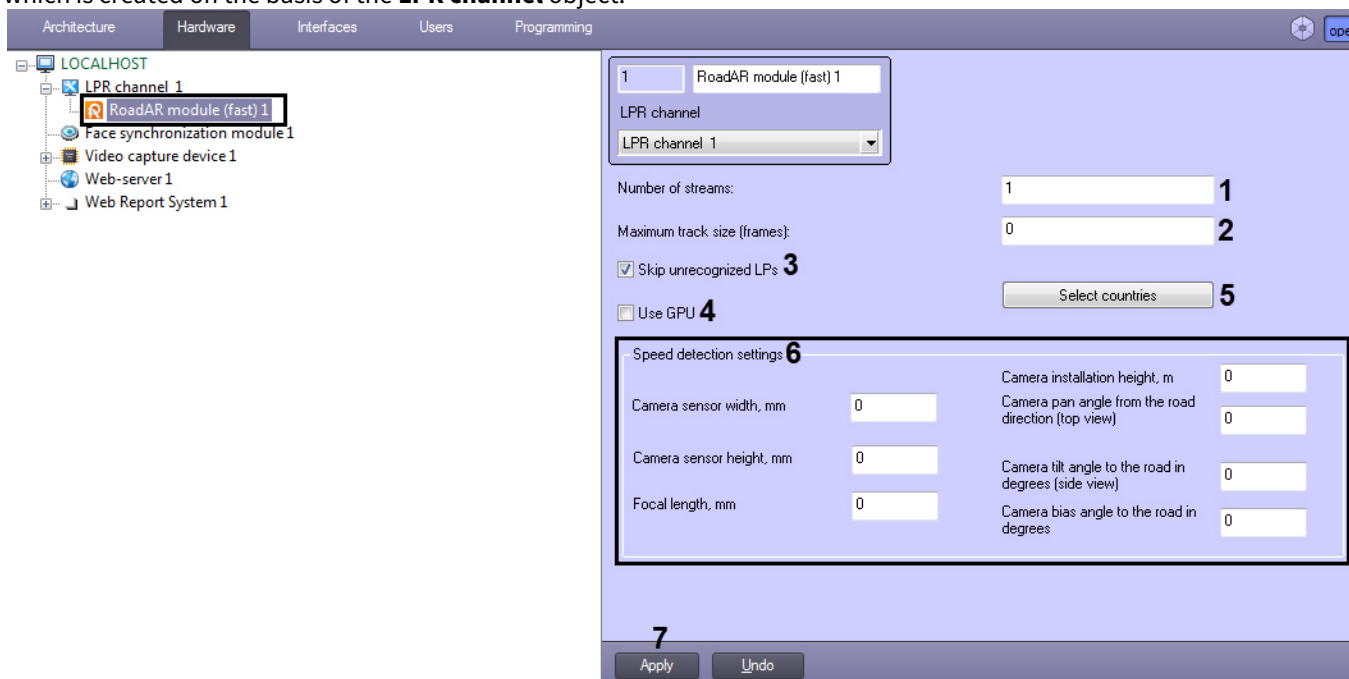 which is created on the basis of the LPR channel object.
Architecture Hardware Interfaces Users Programming ope
LOCALHOST
LPR channel 1
RoadAR module (fast) 1
Face synchronization module 1
Video capture device 1
Web-server 1
Web Report System 1
1 RoadAR module (fast) 1
LPR channel
LPR channel 1
Number of streams: 1 1
Maximum track size (frames): 0 2
Skip unrecognized LPs 3
Select countries 5
Use GPU 4
Speed detection settings 6
Camera installation height, m 0
Camera sensor width, mm 0
Camera pan angle from the road
direction (top view) 0
Camera sensor height, mm 0
Camera tilt angle to the road in
degrees (side view) 0
Focal length, mm 0
Camera bias angle to the road in
degrees 0
7
Apply Undo